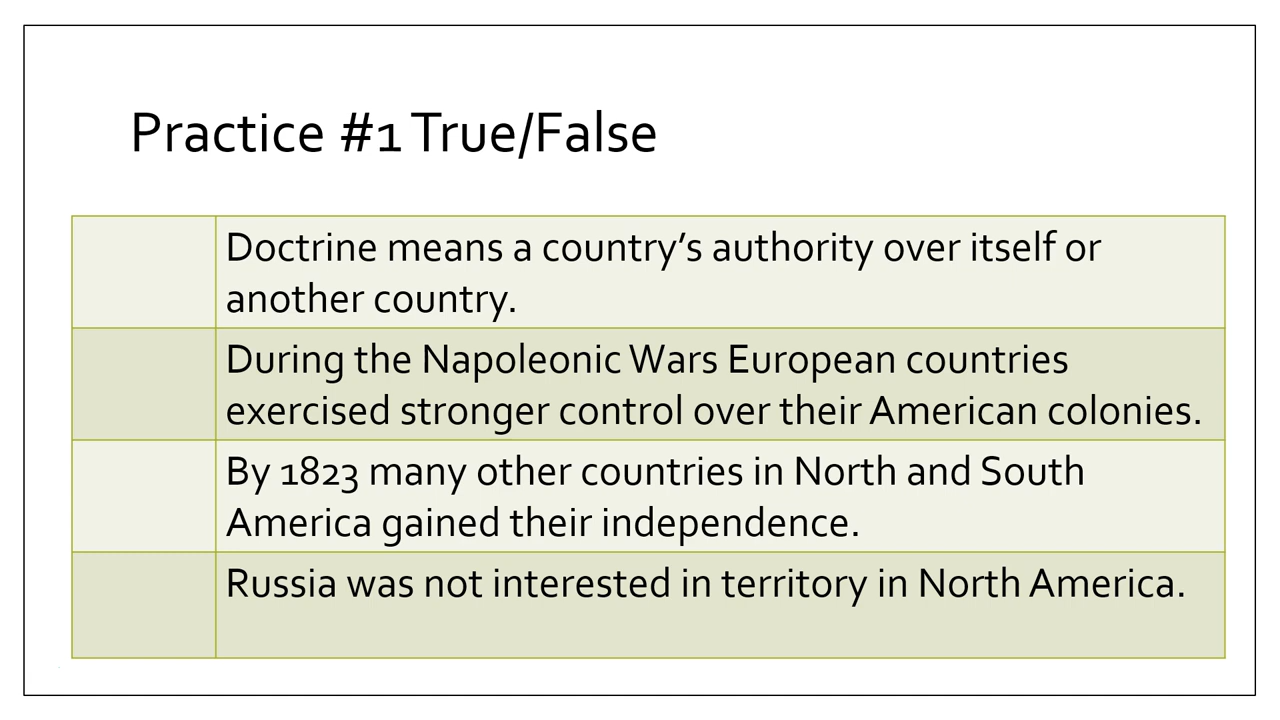 Practice #1 True/False
Doctrine means a country’s authority over itself or
another country.
During the Napoleonic Wars European countries
exercised stronger control over their American colonies.
By 1823 many other countries in North and South
America gained their independence.
Russia was not interested in territory in North America.